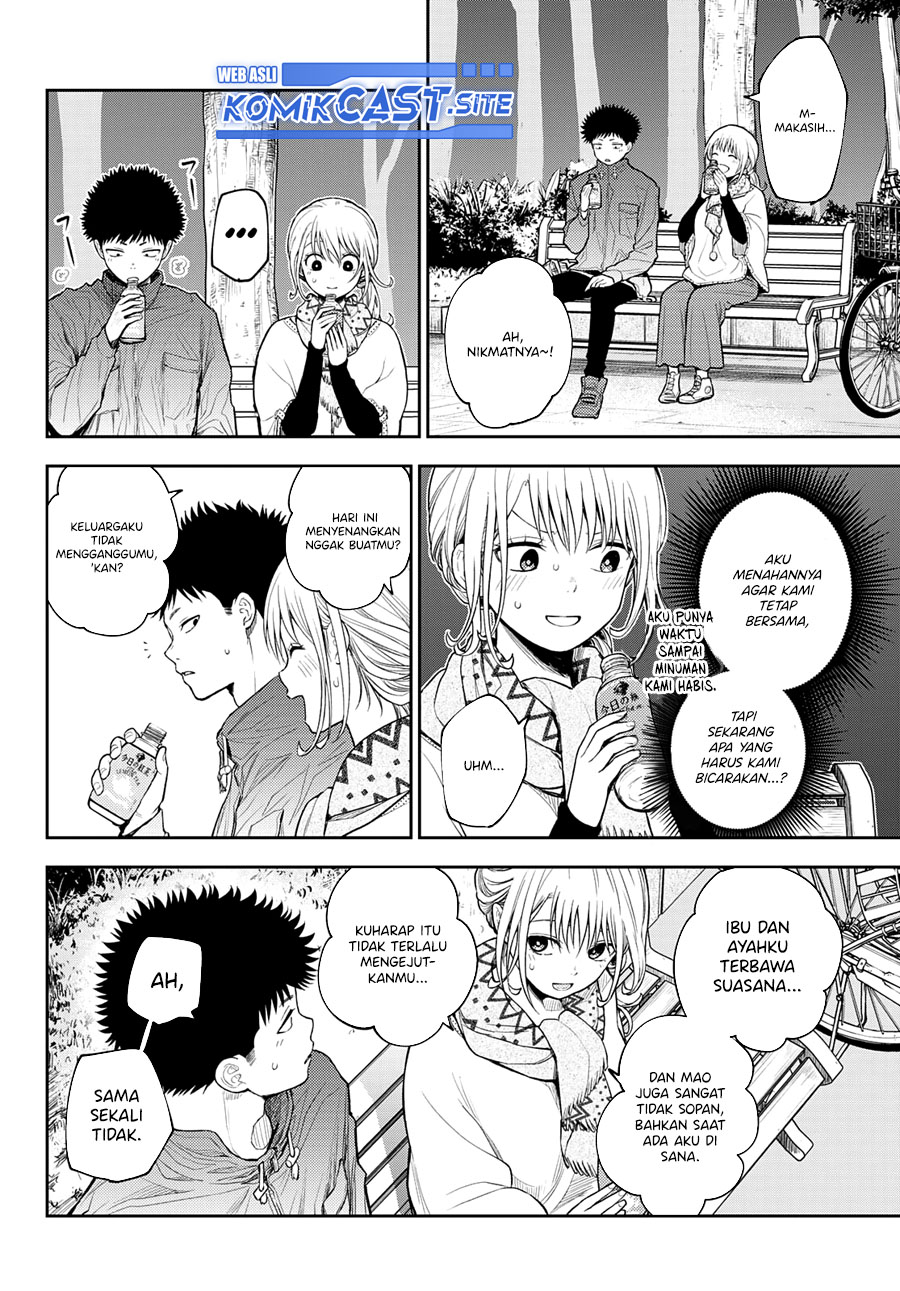 WEB ASLI
KOMIKCAST.SITE
M-
MAKASIH...
AH,
NIKMATNYA~!
...
AKU
MENAHANNYA
AGAR KAMI
TETAP
BERSAMA,
AKU PUNYA
WAKTU
SAMPAI
MINUMAN
KAMI HABIS.
TAPI
SEKARANG
APA YANG
HARUS KAMI
BICARAKAN...?
UHM...
HARI INI
MENYENANGKAN
NGGAK BUATMU?
KELUARGAKU
TIDAK
MENGGANGGUMU,
'KAN?
IBU DAN
AYAHKU
TERBAWA
SUASANA...
DAN MAO
JUGA SANGAT
TIDAK SOPAN,
BAHKAN SAAT
ADA AKU DI
SANA.
KUHARAP ITU
TIDAK TERLALU
MENGEJUT-
KANMU...
AH,
SAMA
SEKALI
TIDAK.